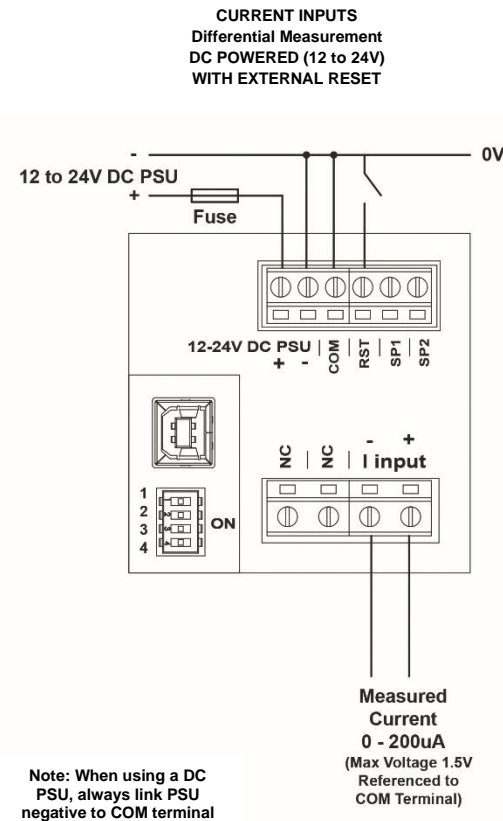 CURRENT INPUTS
Differential Measurement
DC POWERED (12 to 24V)
WITH EXTERNAL RESET
-
0V
12 to 24V DC PSU
+
Fuse
12-24V DC PSU | COM | RST | SP1 | SP2
+ -
NC | NC | - +
I input
1
2
3
4
ON
Measured
Current
0 - 200uA
(Max Voltage 1.5V
Referenced to
COM Terminal)
Note: When using a DC
PSU, always link PSU
negative to COM terminal